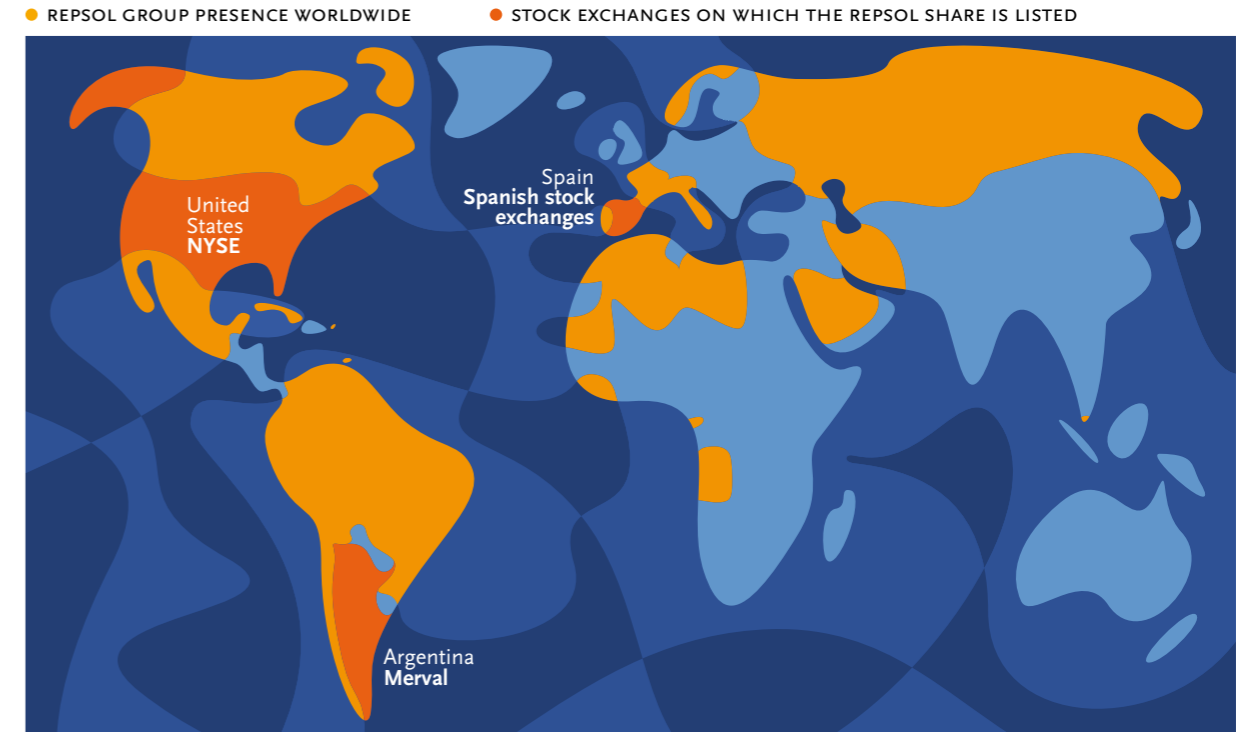 REPSOL GROUP PRESENCE WORLDWIDE
STOCK EXCHANGES ON WHICH THE REPSOL SHARE IS LISTED
Spain
Spanish stock
exchanges
United
States
NYSE
Argentina
Merval